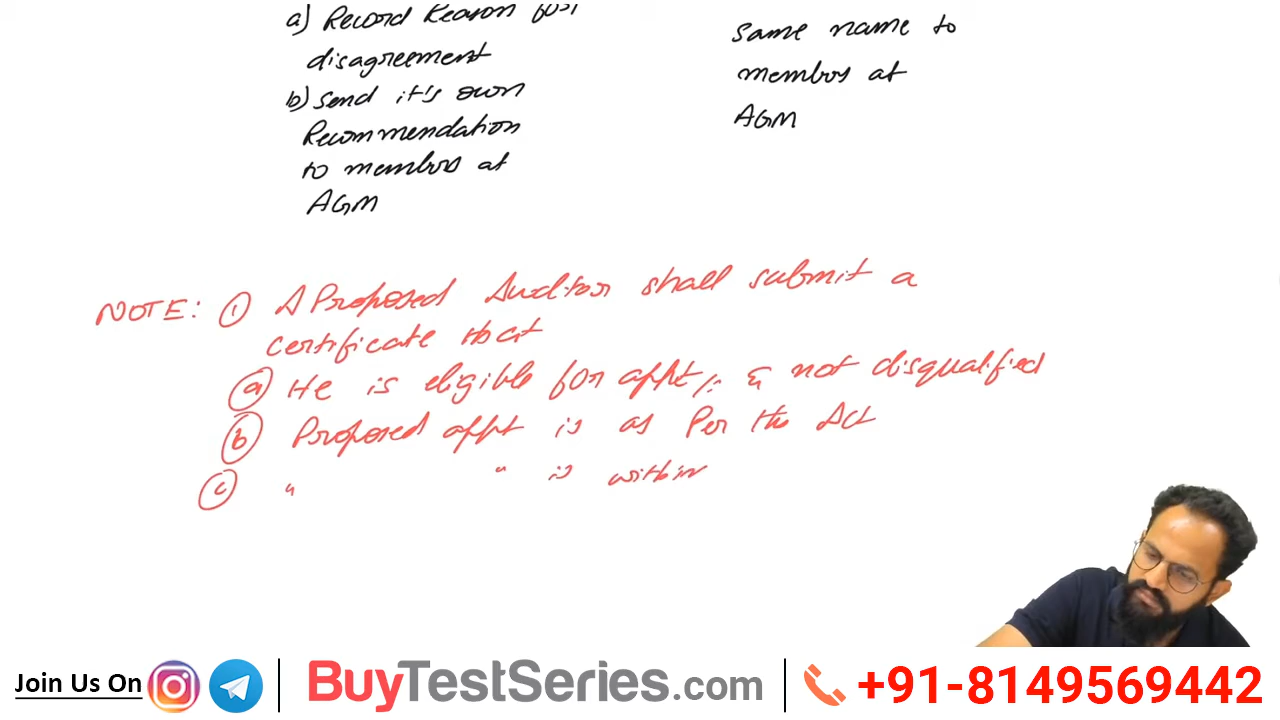 a) Record Reason for
disagreement
b) Send it's own
Recommendation
to members at
AGM
same name to
members at
AGM
NOTE: ① A Proposed Auditor shall submit a
certificate that
ⓐ He is eligible for appt/: & not disqualified
ⓑ Proposed appt is as Per the Act
ⓒ " " is within
Join Us On BuyTestSeries.com +91-8149569442